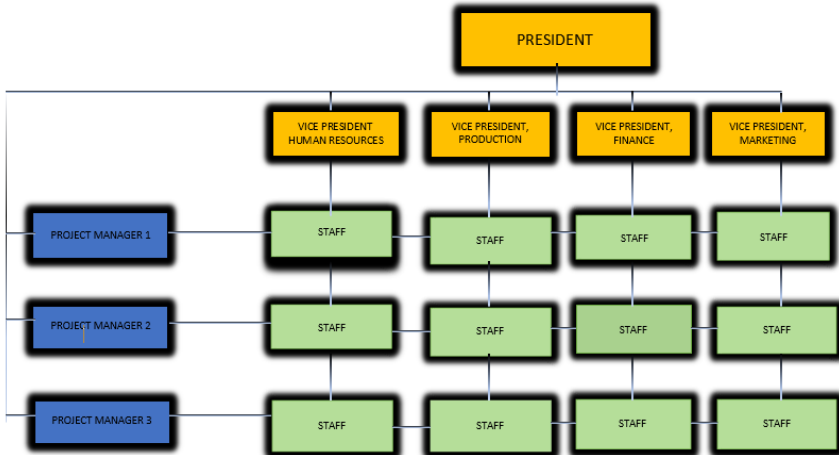 PRESIDENT
VICE PRESIDENT
HUMAN RESOURCES
VICE PRESIDENT,
PRODUCTION
VICE PRESIDENT,
FINANCE
VICE PRESIDENT,
MARKETING
PROJECT MANAGER 1
STAFF
STAFF
STAFF
STAFF
PROJECT MANAGER 2
STAFF
STAFF
STAFF
STAFF
PROJECT MANAGER 3
STAFF
STAFF
STAFF
STAFF